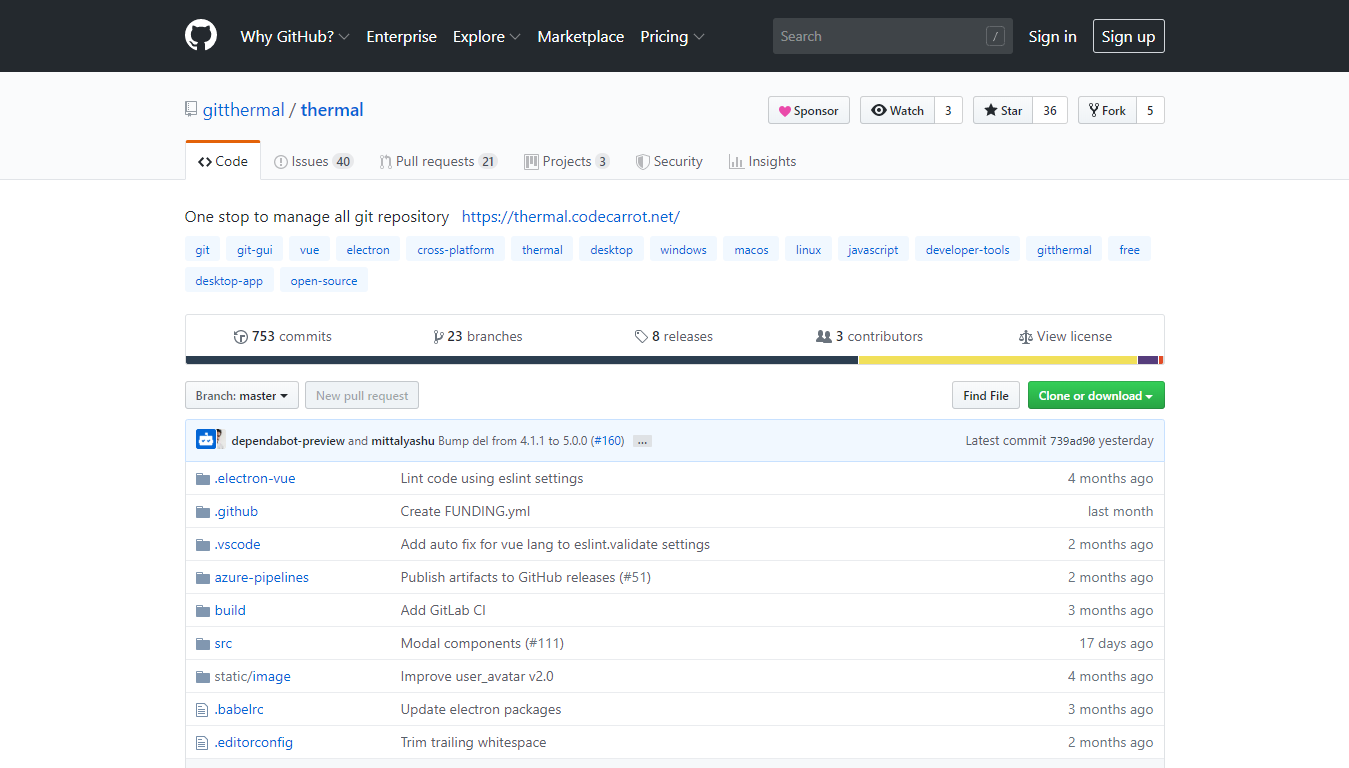 Why GitHub? Enterprise Explore Marketplace Pricing Search / Sign in Sign up
gitthermal / thermal Sponsor Watch 3 Star 36 Fork 5
Code Issues 40 Pull requests 21 Projects 3 Security Insights
One stop to manage all git repository https://thermal.codecarrot.net/
git git-gui vue electron cross-platform thermal desktop windows macos linux javascript developer-tools gitthermal free
desktop-app open-source
753 commits 23 branches 8 releases 3 contributors View license
Branch: master New pull request Find File Clone or download
dependabot-preview and mittalyashu Bump del from 4.1.1 to 5.0.0 (#160) … Latest commit 739ad90 yesterday
.electron-vue Lint code using eslint settings 4 months ago
.github Create FUNDING.yml last month
.vscode Add auto fix for vue lang to eslint.validate settings 2 months ago
azure-pipelines Publish artifacts to GitHub releases (#51) 2 months ago
build Add GitLab CI 3 months ago
src Modal components (#111) 17 days ago
static/image Improve user_avatar v2.0 4 months ago
.babelrc Update electron packages 3 months ago
.editorconfig Trim trailing whitespace 2 months ago